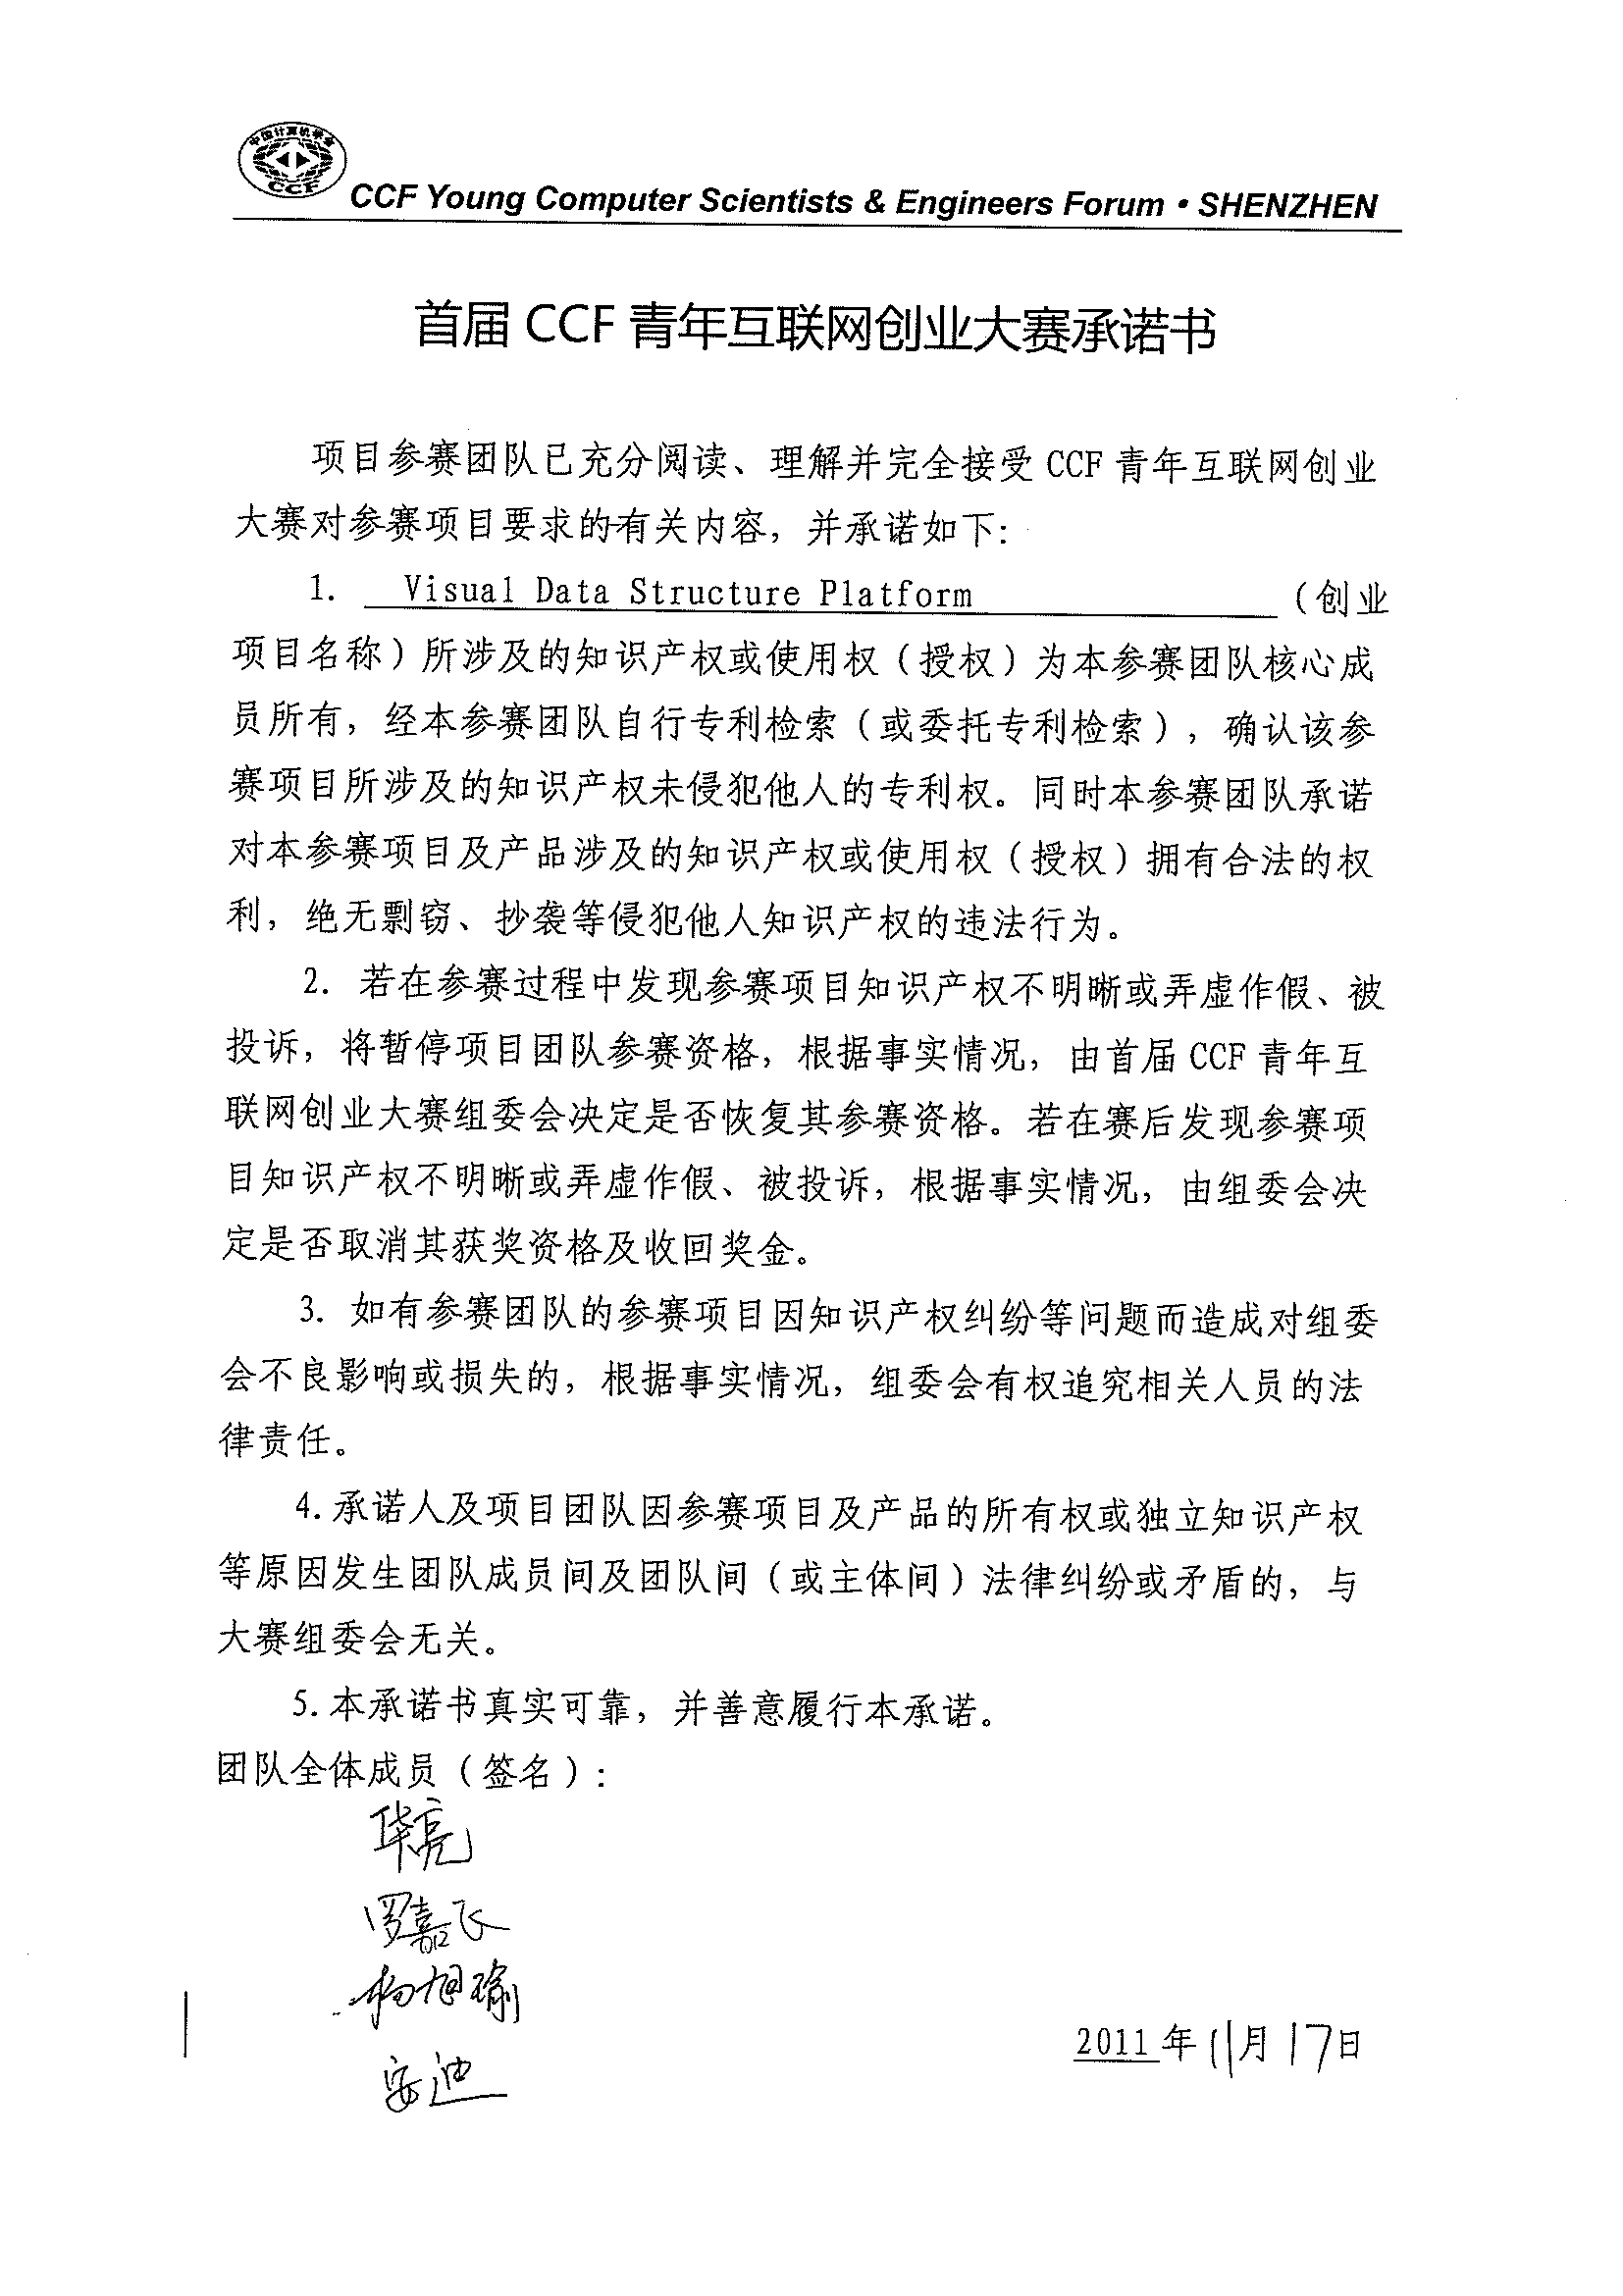 中国计算机学会
CCF
CCF Young Computer Scientists & Engineers Forum • SHENZHEN
首届 CCF 青年互联网创业大赛承诺书
项目参赛团队已充分阅读、理解并完全接受 CCF 青年互联网创业
大赛对参赛项目要求的有关内容，并承诺如下：
1. Visual Data Structure Platform （创业
项目名称）所涉及的知识产权或使用权（授权）为本参赛团队核心成
员所有，经本参赛团队自行专利检索（或委托专利检索），确认该参
赛项目所涉及的知识产权未侵犯他人的专利权。同时本参赛团队承诺
对本参赛项目及产品涉及的知识产权或使用权（授权）拥有合法的权
利，绝无剽窃、抄袭等侵犯他人知识产权的违法行为。
2. 若在参赛过程中发现参赛项目知识产权不明晰或弄虚作假、被
投诉，将暂停项目团队参赛资格，根据事实情况，由首届 CCF 青年互
联网创业大赛组委会决定是否恢复其参赛资格。若在赛后发现参赛项
目知识产权不明晰或弄虚作假、被投诉，根据事实情况，由组委会决
定是否取消其获奖资格及收回奖金。
3. 如有参赛团队的参赛项目因知识产权纠纷等问题而造成对组委
会不良影响或损失的，根据事实情况，组委会有权追究相关人员的法
律责任。
4.承诺人及项目团队因参赛项目及产品的所有权或独立知识产权
等原因发生团队成员间及团队间（或主体间）法律纠纷或矛盾的，与
大赛组委会无关。
5.本承诺书真实可靠，并善意履行本承诺。
团队全体成员（签名）：
华亮
罗嘉飞
杨旭瑜
安迪
2011 年 11 月 17 日